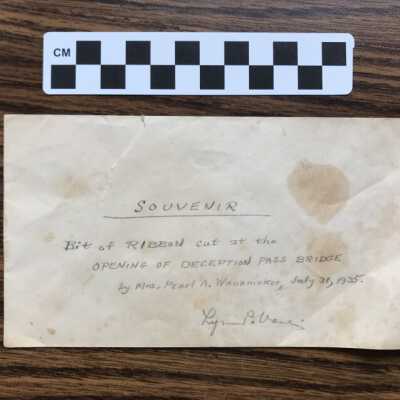 CM
SOUVENIR
Bit of RIBBON cut at the
OPENING OF DECEPTION PASS BRIDGE
by Mrs. Pearl A. Wanamaker, July 31, 1935.